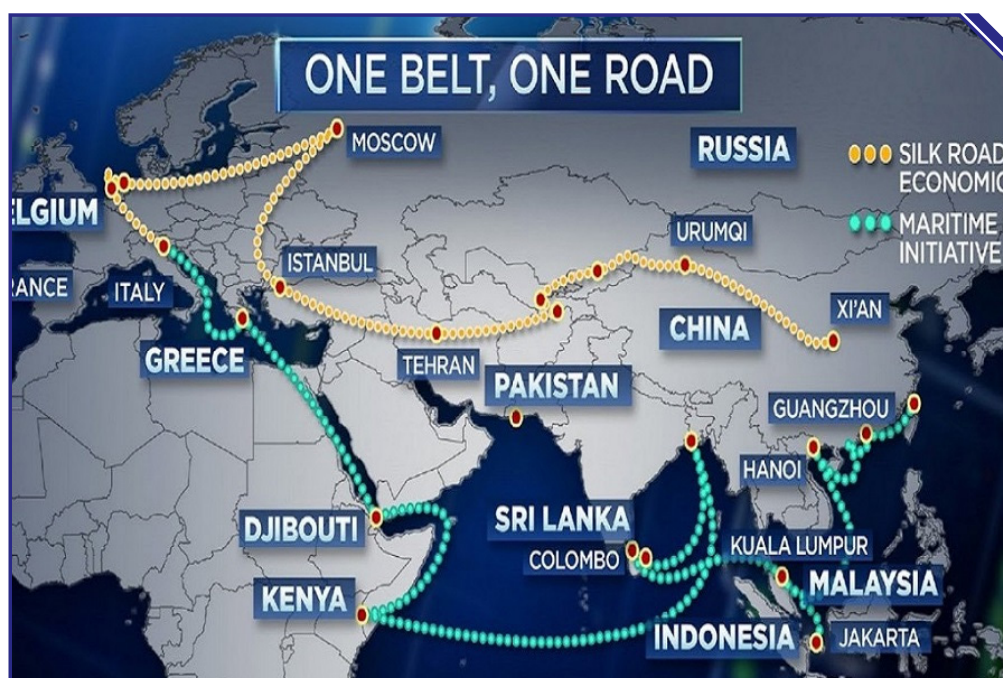 ONE BELT, ONE ROAD
MOSCOW
RUSSIA
SILK ROAD
ECONOMIC
MARITIME
INITIATIVE
ELGIUM
URUMQI
ISTANBUL
RANCE
ITALY
XI'AN
CHINA
GREECE
TEHRAN
PAKISTAN
GUANGZHOU
HANOI
DJIBOUTI
SRI LANKA
COLOMBO
KUALA LUMPUR
MALAYSIA
KENYA
INDONESIA
JAKARTA